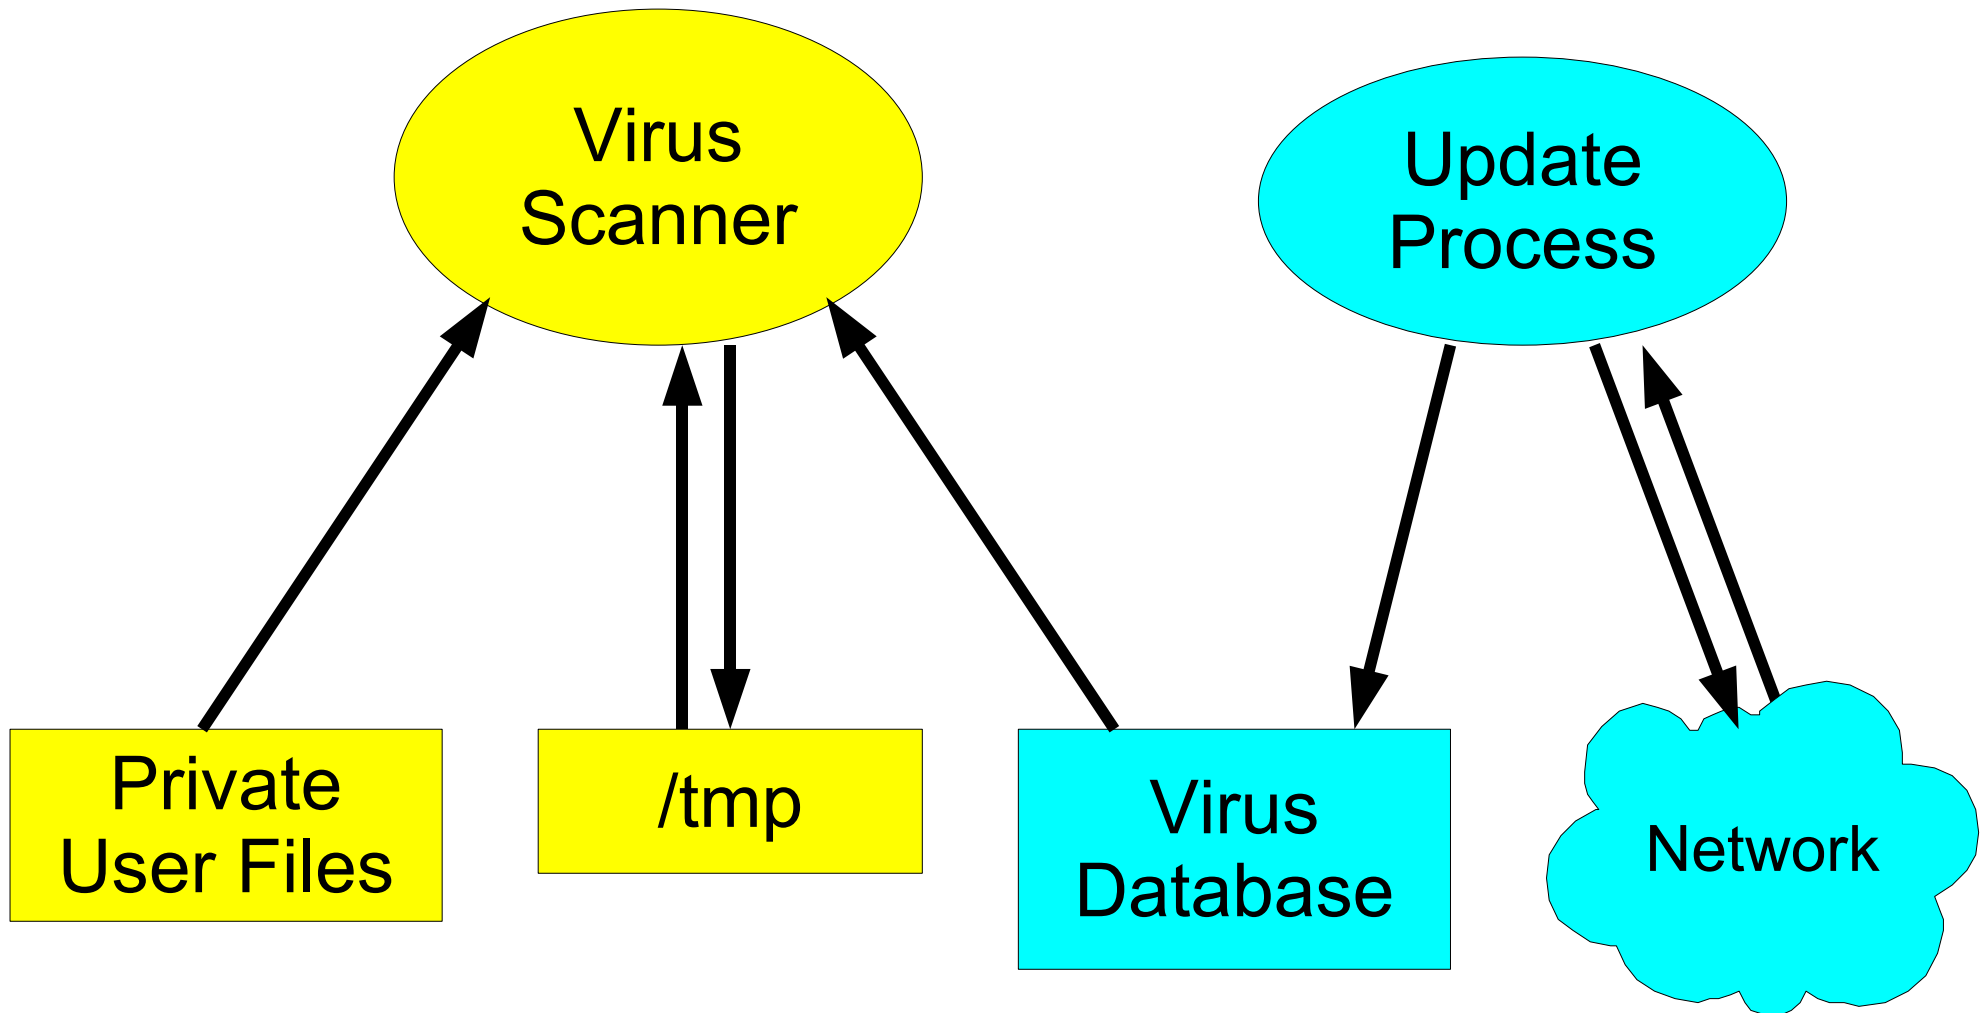 Virus
Scanner
Update
Process
Private
User Files
/tmp
Virus
Database
Network